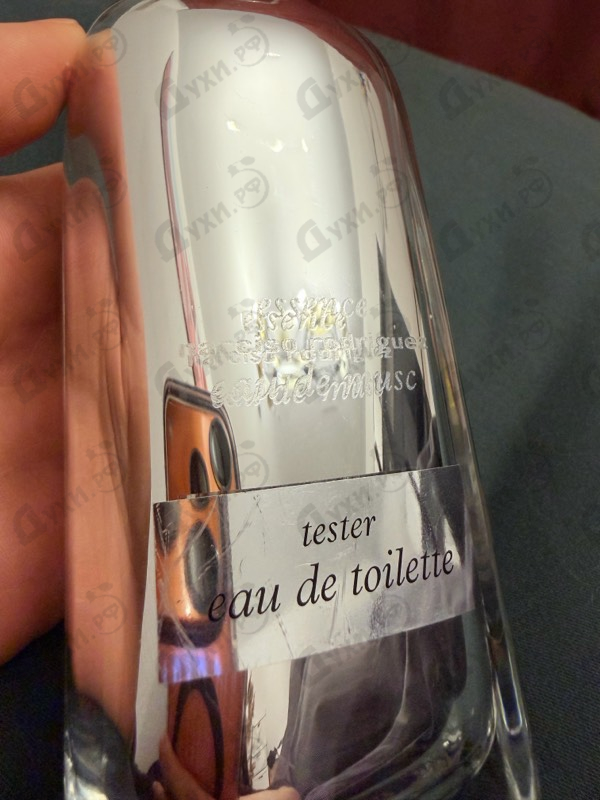 essence
narciso rodriguez
eau de musc
tester
eau de toilette
Духи.рф